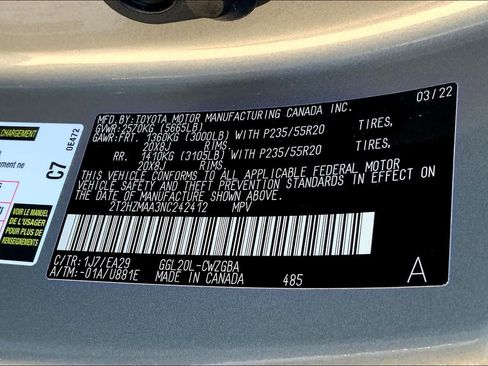 CHARGEMENT
ement ne
VOIR LE MANUEL
DE L'USAGER
POUR PLUS DE
RENSEIGNEMENTS
C7
0E472
03/22
MFD. BY: TOYOTA MOTOR MANUFACTURING CANADA INC.
GVWR: 2570KG (5665LB)
GAWR: FRT. 1360KG (3000LB) WITH P235/55R20 TIRES,
20X8J RIMS,
RR. 1410KG (3105LB) WITH P235/55R20 TIRES,
20X8J RIMS.
THIS VEHICLE CONFORMS TO ALL APPLICABLE FEDERAL MOTOR
VEHICLE SAFETY AND THEFT PREVENTION STANDARDS IN EFFECT ON
THE DATE OF MANUFACTURE SHOWN ABOVE.
2T2HZMAA3NC242412 MPV
C/TR: 1J7/EA29 GGL20L-CWZGBA
A/TM: -01A/U881E MADE IN CANADA 485 A